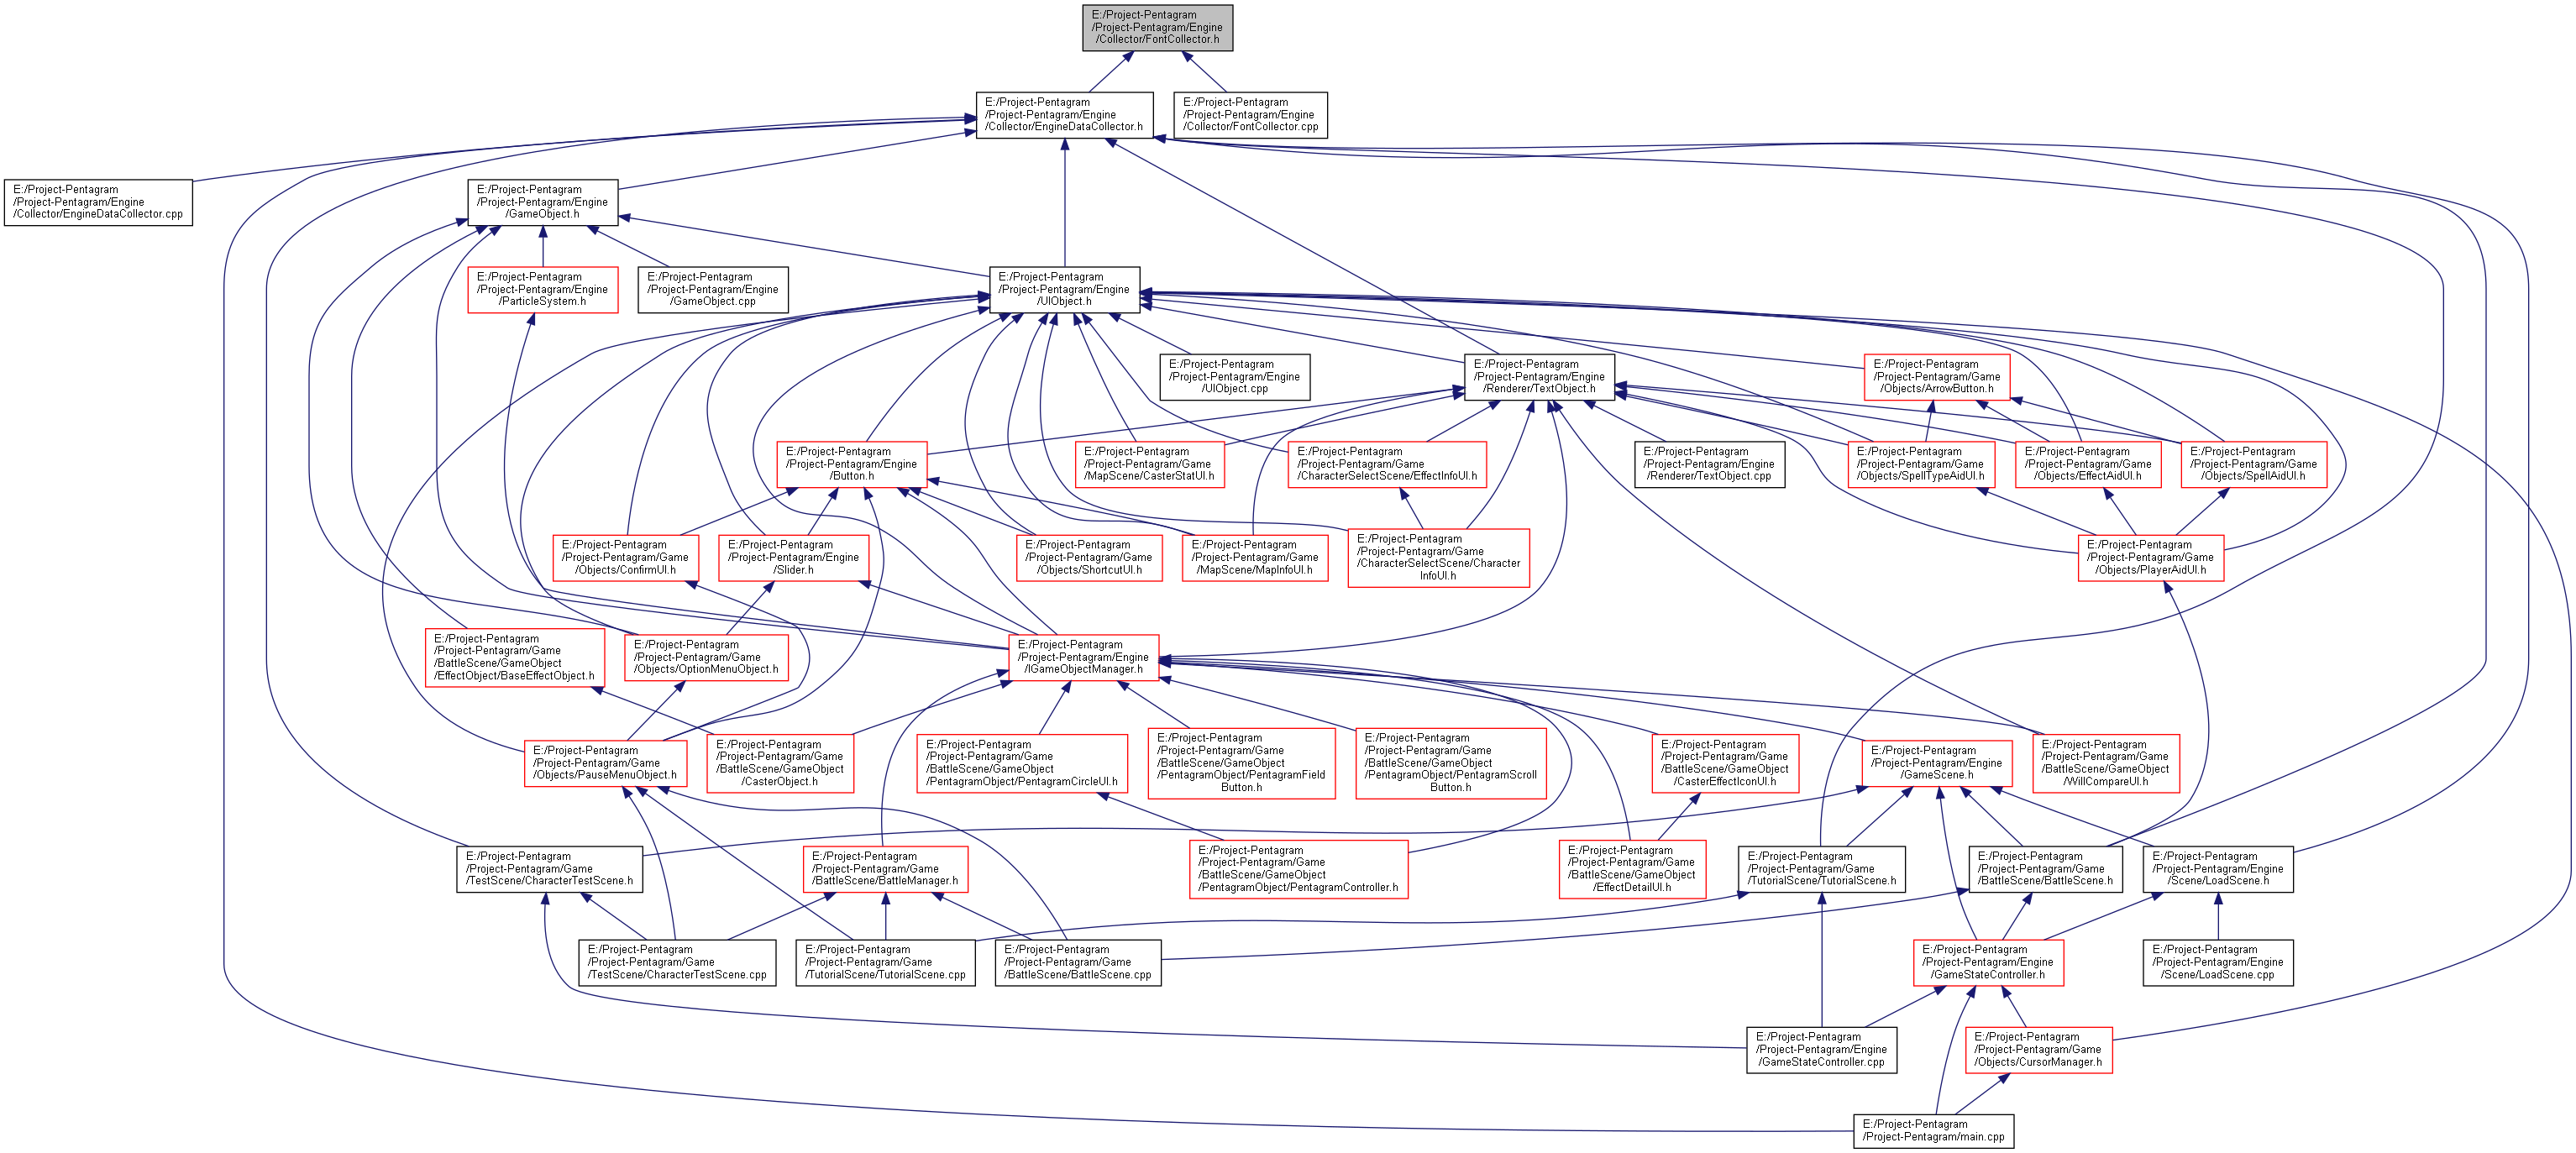 E:/Project-Pentagram
/Project-Pentagram/Engine
/Collector/FontCollector.h
E:/Project-Pentagram
/Project-Pentagram/Engine
/Collector/EngineDataCollector.h
E:/Project-Pentagram
/Project-Pentagram/Engine
/Collector/FontCollector.cpp
E:/Project-Pentagram
/Project-Pentagram/Engine
/Collector/EngineDataCollector.cpp
E:/Project-Pentagram
/Project-Pentagram/Engine
/GameObject.h
E:/Project-Pentagram
/Project-Pentagram/Engine
/ParticleSystem.h
E:/Project-Pentagram
/Project-Pentagram/Engine
/GameObject.cpp
E:/Project-Pentagram
/Project-Pentagram/Engine
/UIObject.h
E:/Project-Pentagram
/Project-Pentagram/Engine
/UIObject.cpp
E:/Project-Pentagram
/Project-Pentagram/Engine
/Renderer/TextObject.h
E:/Project-Pentagram
/Project-Pentagram/Game
/Objects/ArrowButton.h
E:/Project-Pentagram
/Project-Pentagram/Engine
/Button.h
E:/Project-Pentagram
/Project-Pentagram/Game
/MapScene/CasterStatUI.h
E:/Project-Pentagram
/Project-Pentagram/Game
/CharacterSelectScene/EffectInfoUI.h
E:/Project-Pentagram
/Project-Pentagram/Engine
/Renderer/TextObject.cpp
E:/Project-Pentagram
/Project-Pentagram/Game
/Objects/SpellTypeAidUI.h
E:/Project-Pentagram
/Project-Pentagram/Game
/Objects/EffectAidUI.h
E:/Project-Pentagram
/Project-Pentagram/Game
/Objects/SpellAidUI.h
E:/Project-Pentagram
/Project-Pentagram/Game
/Objects/ConfirmUI.h
E:/Project-Pentagram
/Project-Pentagram/Engine
/Slider.h
E:/Project-Pentagram
/Project-Pentagram/Game
/Objects/ShortcutUI.h
E:/Project-Pentagram
/Project-Pentagram/Game
/MapScene/MapInfoUI.h
E:/Project-Pentagram
/Project-Pentagram/Game
/CharacterSelectScene/Character
InfoUI.h
E:/Project-Pentagram
/Project-Pentagram/Game
/Objects/PlayerAidUI.h
E:/Project-Pentagram
/Project-Pentagram/Game
/BattleScene/GameObject
/EffectObject/BaseEffectObject.h
E:/Project-Pentagram
/Project-Pentagram/Game
/Objects/OptionMenuObject.h
E:/Project-Pentagram
/Project-Pentagram/Engine
/IGameObjectManager.h
E:/Project-Pentagram
/Project-Pentagram/Game
/Objects/PauseMenuObject.h
E:/Project-Pentagram
/Project-Pentagram/Game
/BattleScene/GameObject
/CasterObject.h
E:/Project-Pentagram
/Project-Pentagram/Game
/BattleScene/GameObject
/PentagramObject/PentagramCircleUI.h
E:/Project-Pentagram
/Project-Pentagram/Game
/BattleScene/GameObject
/PentagramObject/PentagramField
Button.h
E:/Project-Pentagram
/Project-Pentagram/Game
/BattleScene/GameObject
/PentagramObject/PentagramScroll
Button.h
E:/Project-Pentagram
/Project-Pentagram/Game
/BattleScene/GameObject
/CasterEffectIconUI.h
E:/Project-Pentagram
/Project-Pentagram/Engine
/GameScene.h
E:/Project-Pentagram
/Project-Pentagram/Game
/BattleScene/GameObject
/WillCompareUI.h
E:/Project-Pentagram
/Project-Pentagram/Game
/TestScene/CharacterTestScene.h
E:/Project-Pentagram
/Project-Pentagram/Game
/BattleScene/BattleManager.h
E:/Project-Pentagram
/Project-Pentagram/Game
/BattleScene/GameObject
/PentagramObject/PentagramController.h
E:/Project-Pentagram
/Project-Pentagram/Game
/BattleScene/GameObject
/EffectDetailUI.h
E:/Project-Pentagram
/Project-Pentagram/Game
/TutorialScene/TutorialScene.h
E:/Project-Pentagram
/Project-Pentagram/Game
/BattleScene/BattleScene.h
E:/Project-Pentagram
/Project-Pentagram/Engine
/Scene/LoadScene.h
E:/Project-Pentagram
/Project-Pentagram/Game
/TestScene/CharacterTestScene.cpp
E:/Project-Pentagram
/Project-Pentagram/Game
/TutorialScene/TutorialScene.cpp
E:/Project-Pentagram
/Project-Pentagram/Game
/BattleScene/BattleScene.cpp
E:/Project-Pentagram
/Project-Pentagram/Engine
/GameStateController.h
E:/Project-Pentagram
/Project-Pentagram/Engine
/Scene/LoadScene.cpp
E:/Project-Pentagram
/Project-Pentagram/Engine
/GameStateController.cpp
E:/Project-Pentagram
/Project-Pentagram/Game
/Objects/CursorManager.h
E:/Project-Pentagram
/Project-Pentagram/main.cpp